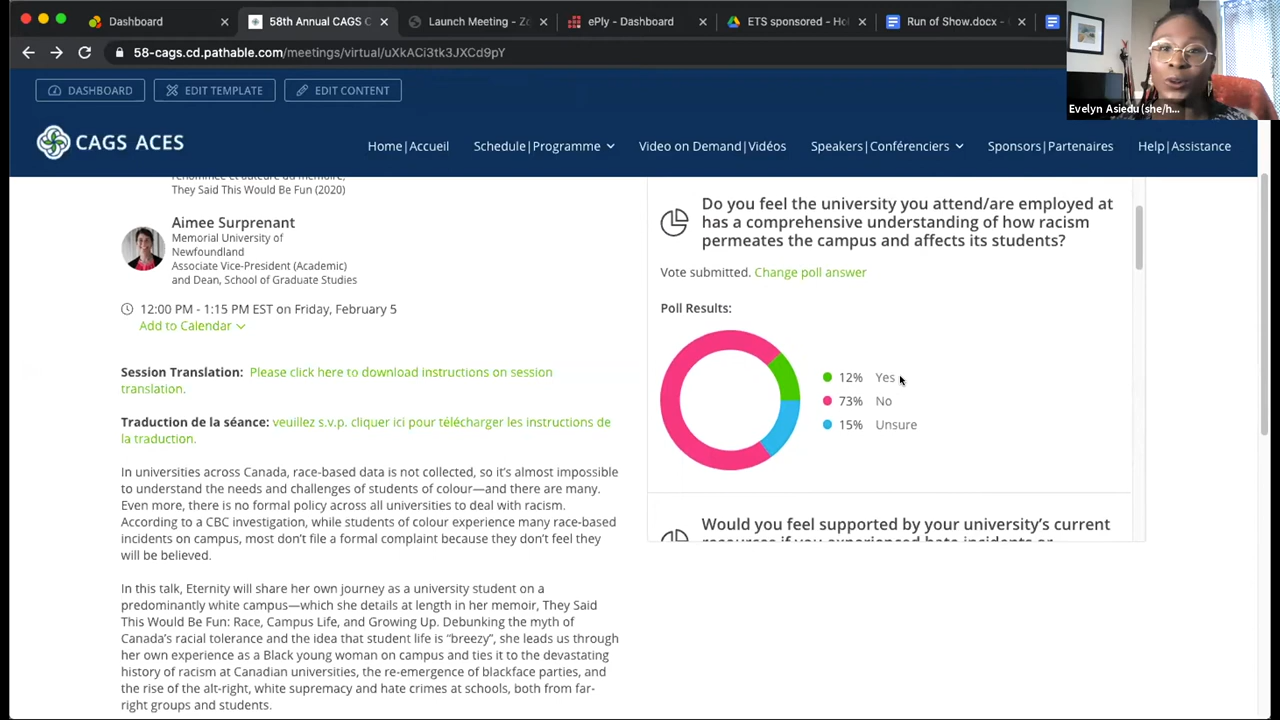 Dashboard
58th Annual CAGS C
Launch Meeting - Zo
ePly - Dashboard
ETS sponsored - Ho
Run of Show.docx -
58-cags.cd.pathable.com/meetings/virtual/uXkACi3tk3JXCd9pY
Evelyn Asiedu (she/h...
DASHBOARD
EDIT TEMPLATE
EDIT CONTENT
CAGS ACES
Home|Accueil
Schedule|Programme
Video on Demand|Vidéos
Speakers|Conférenciers
Sponsors|Partenaires
Help|Assistance
renommée et auteure du mémoire,
They Said This Would Be Fun (2020)
Aimee Surprenant
Memorial University of
Newfoundland
Associate Vice-President (Academic)
and Dean, School of Graduate Studies
12:00 PM - 1:15 PM EST on Friday, February 5
Add to Calendar
Session Translation: Please click here to download instructions on session
translation.
Traduction de la séance: veuillez s.v.p. cliquer ici pour télécharger les instructions de
la traduction.
In universities across Canada, race-based data is not collected, so it's almost impossible
to understand the needs and challenges of students of colour—and there are many.
Even more, there is no formal policy across all universities to deal with racism.
According to a CBC investigation, while students of colour experience many race-based
incidents on campus, most don't file a formal complaint because they don't feel they
will be believed.
In this talk, Eternity will share her own journey as a university student on a
predominantly white campus—which she details at length in her memoir, They Said
This Would Be Fun: Race, Campus Life, and Growing Up. Debunking the myth of
Canada's racial tolerance and the idea that student life is "breezy", she leads us through
her own experience as a Black young woman on campus and ties it to the devastating
history of racism at Canadian universities, the re-emergence of blackface parties, and
the rise of the alt-right, white supremacy and hate crimes at schools, both from far-
right groups and students.
Do you feel the university you attend/are employed at
has a comprehensive understanding of how racism
permeates the campus and affects its students?
Vote submitted. Change poll answer
Poll Results:
12% Yes
73% No
15% Unsure
Would you feel supported by your university's current
resources if you experienced hate incidents or